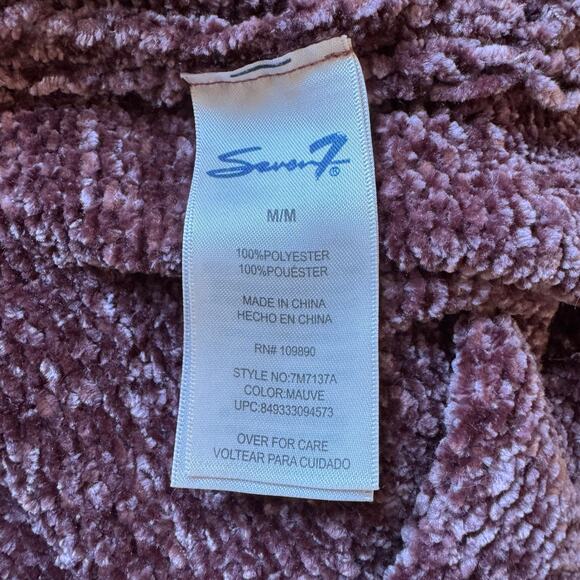 Seven7®
M/M
100%POLYESTER
100%POUÉSTER
MADE IN CHINA
HECHO EN CHINA
RN# 109890
STYLE NO:7M7137A
COLOR:MAUVE
UPC:849333094573
OVER FOR CARE
VOLTEAR PARA CUIDADO